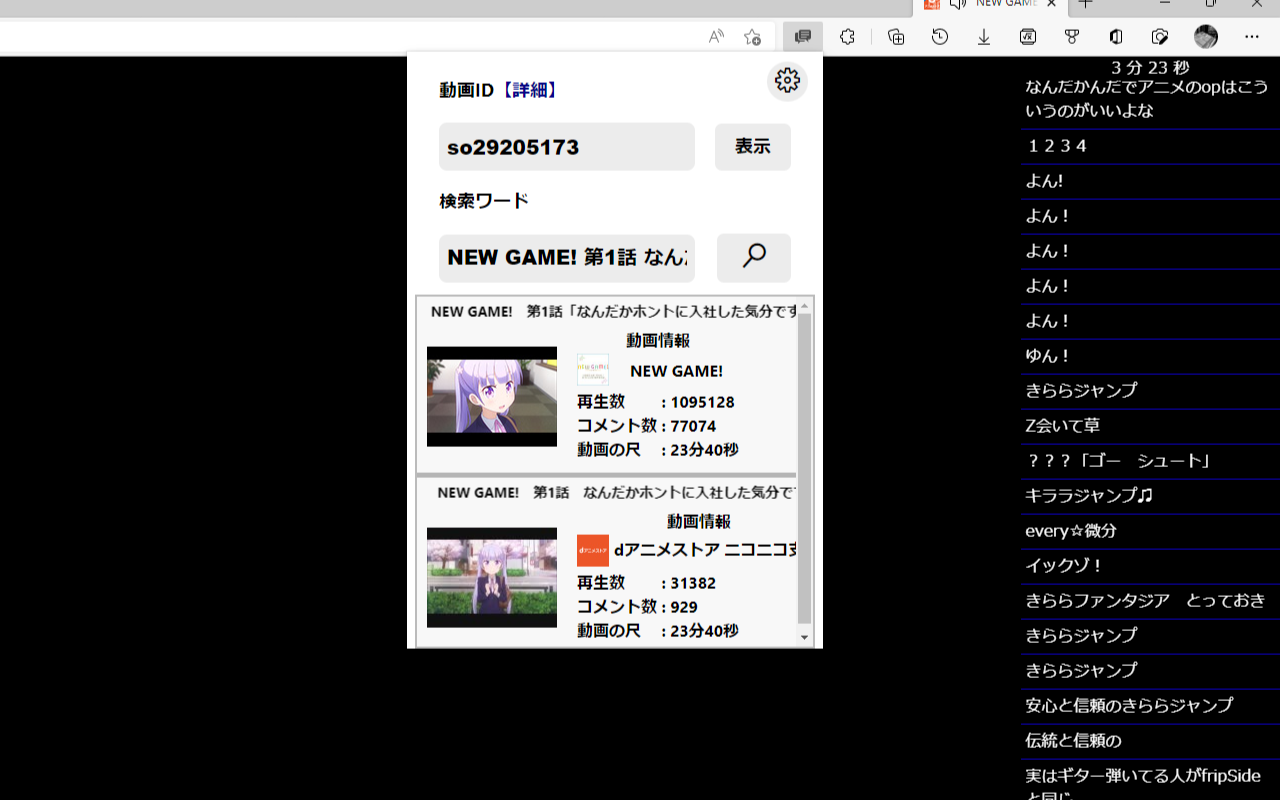 NEW GAME
動画ID【詳細】
so29205173
表示
検索ワード
NEW GAME! 第1話 なん
NEW GAME! 第1話「なんだかホントに入社した気分です
動画情報
NEW GAME!
再生数 : 1095128
コメント数 : 77074
動画の尺 : 23分40秒
NEW GAME! 第1話 なんだかホントに入社した気分で
動画情報
dアニメストア
dアニメストア ニコニコ支
再生数 : 31382
コメント数 : 929
動画の尺 : 23分40秒
3 分 23 秒
なんだかんだでアニメのopはこう
いうのがいいよな
１２３４
よん!
よん！
よん！
よん！
よん！
ゆん！
きららジャンプ
Z会いて草
？？？「ゴー　シュート」
キララジャンプ♫
every☆微分
イックゾ！
きららファンタジア　とっておき
きららジャンプ
きららジャンプ
安心と信頼のきららジャンプ
伝統と信頼の
実はギター弾いてる人がfripSide
と同じ